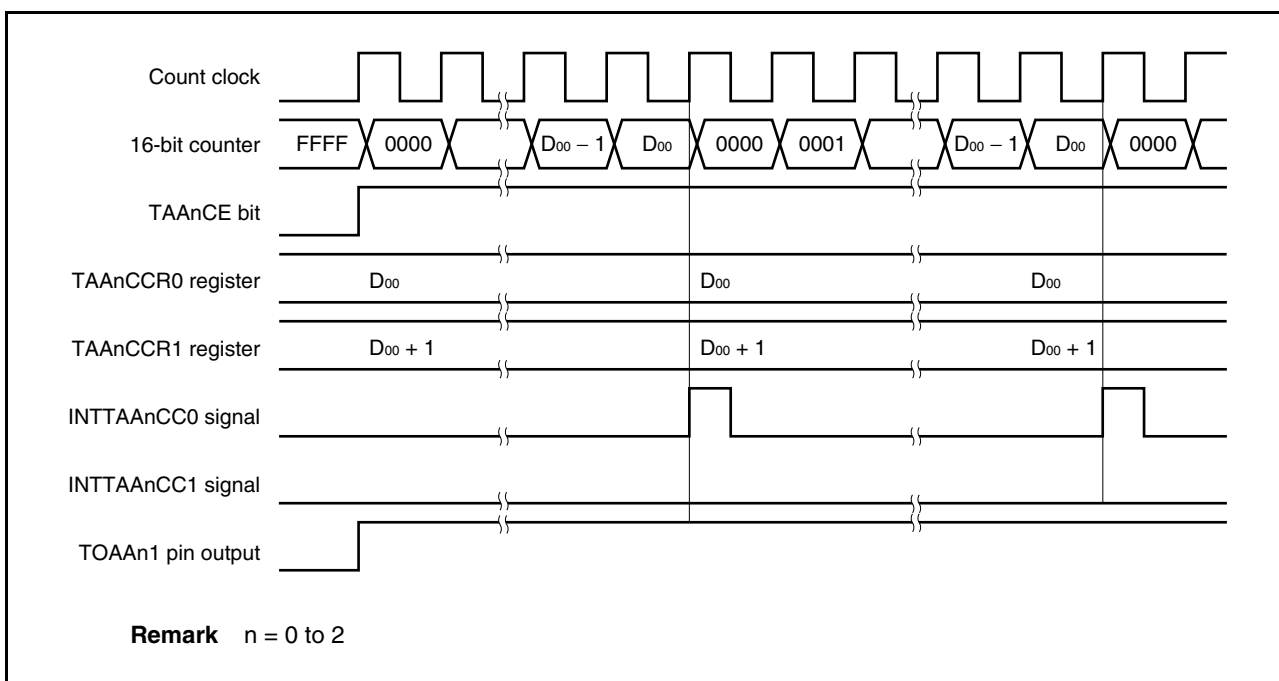 Count clock
16-bit counter FFFF 0000 D00 − 1 D00 0000 0001 D00 − 1 D00 0000
TAAnCE bit
TAAnCCR0 register D00 D00 D00
TAAnCCR1 register D00 + 1 D00 + 1 D00 + 1
INTTAAnCC0 signal
INTTAAnCC1 signal
TOAAn1 pin output
Remark n = 0 to 2